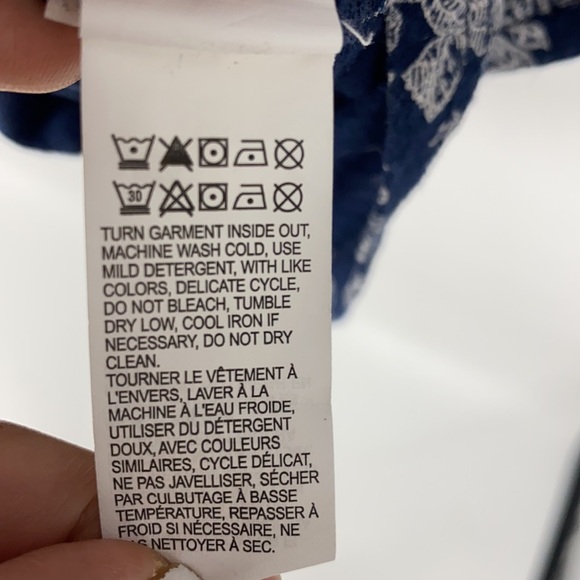 30
TURN GARMENT INSIDE OUT,
MACHINE WASH COLD, USE
MILD DETERGENT, WITH LIKE
COLORS, DELICATE CYCLE,
DO NOT BLEACH, TUMBLE
DRY LOW, COOL IRON IF
NECESSARY, DO NOT DRY
CLEAN.
TOURNER LE VÊTEMENT À
L'ENVERS, LAVER À LA
MACHINE À L'EAU FROIDE,
UTILISER DU DÉTERGENT
DOUX, AVEC COULEURS
SIMILAIRES, CYCLE DÉLICAT,
NE PAS JAVELLISER, SÉCHER
PAR CULBUTAGE À BASSE
TEMPÉRATURE, REPASSER À
FROID SI NÉCESSAIRE, NE
NETTOYER À SEC.